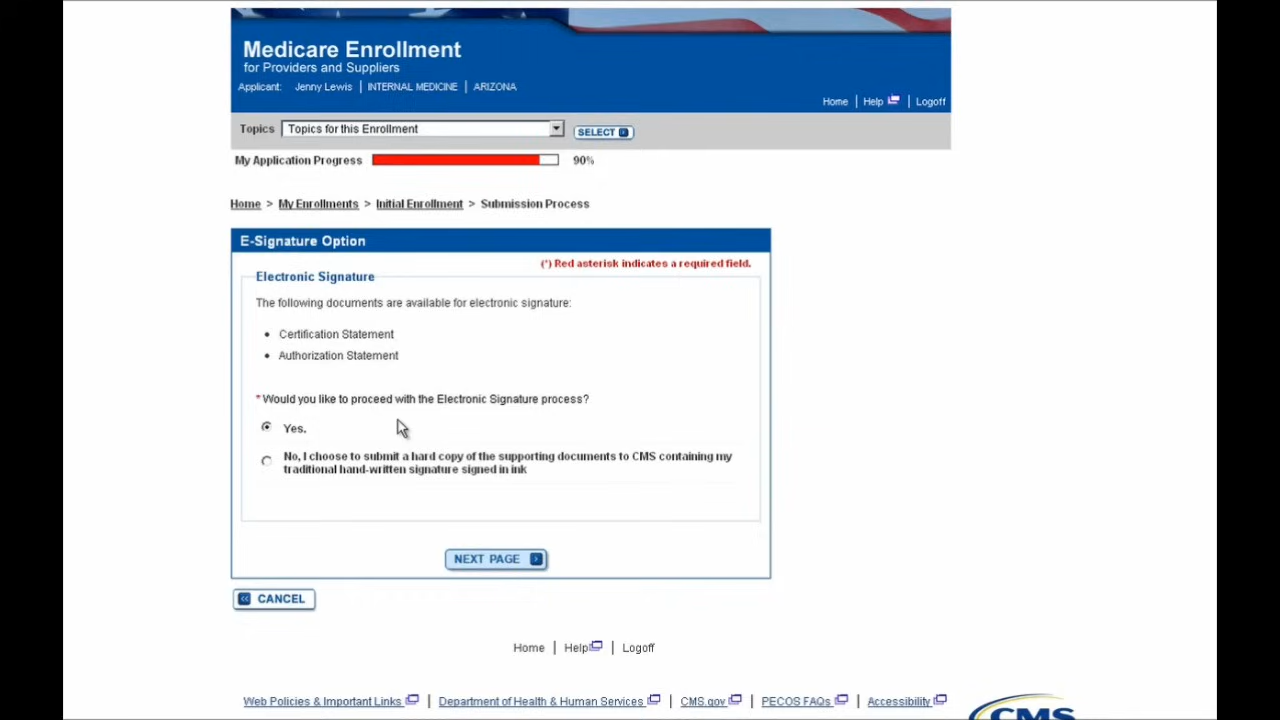 Medicare Enrollment
for Providers and Suppliers
Applicant: Jenny Lewis | INTERNAL MEDICINE | ARIZONA
Home | Help | Logoff
Topics Topics for this Enrollment SELECT
My Application Progress 90%
Home > My Enrollments > Initial Enrollment > Submission Process
E-Signature Option
(*) Red asterisk indicates a required field.
Electronic Signature
The following documents are available for electronic signature:
• Certification Statement
• Authorization Statement
* Would you like to proceed with the Electronic Signature process?
Yes.
No, I choose to submit a hard copy of the supporting documents to CMS containing my
traditional hand-written signature signed in ink
NEXT PAGE
CANCEL
Home | Help | Logoff
Web Policies & Important Links | Department of Health & Human Services | CMS.gov | PECOS FAQs | Accessibility
CMS